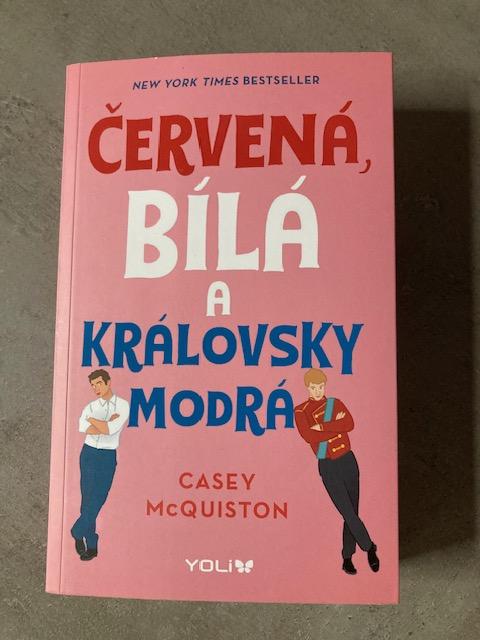 NEW YORK TIMES BESTSELLER
ČERVENÁ,
BÍLÁ
A
KRÁLOVSKY
MODRÁ
CASEY
McQUISTON
YOLi